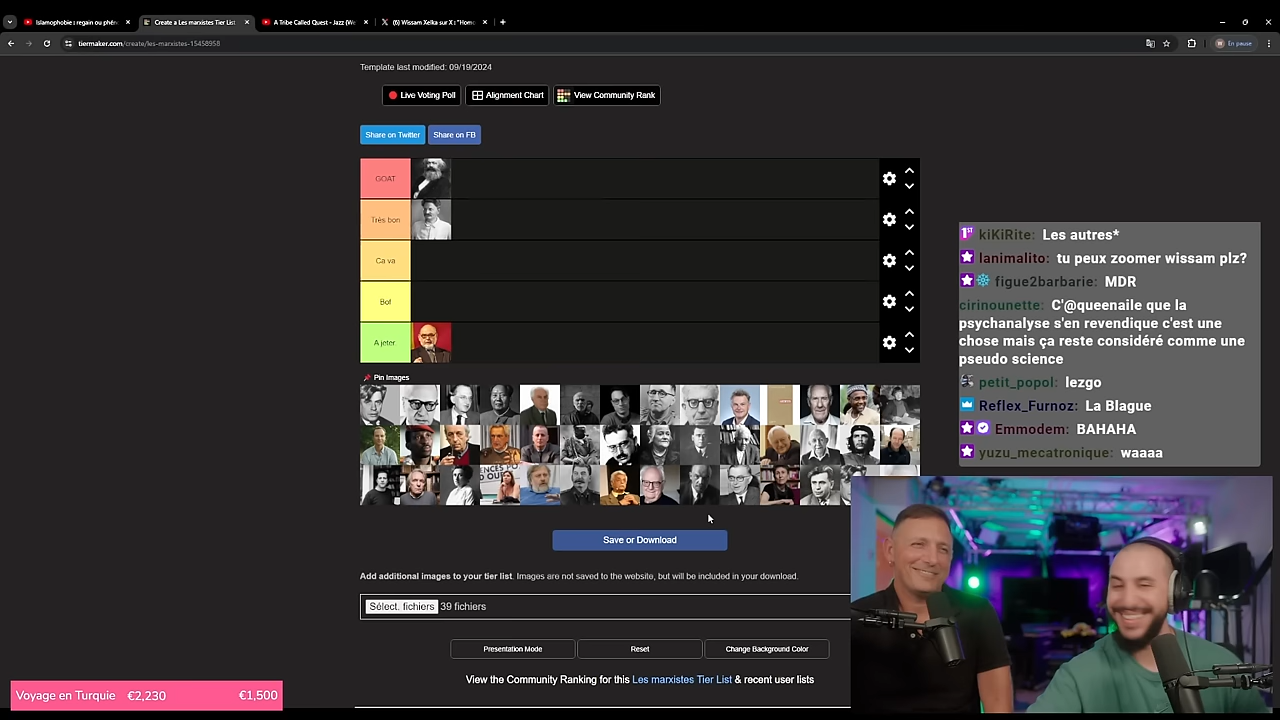 Islamophobie : regain ou phén
Create a Les marxistes Tier List
A Tribe Called Quest - Jazz (We
(6) Wissam Xelka sur X : "Hom
tiermaker.com/create/les-marxistes-15458958
En pause
Template last modified: 09/19/2024
Live Voting Poll
Alignment Chart
View Community Rank
Share on Twitter
Share on FB
GOAT
Très bon
Ca va
Bof
A jeter
Pin Images
Save or Download
Add additional images to your tier list. Images are not saved to the website, but will be included in your download.
Sélect. fichiers 39 fichiers
Presentation Mode
Reset
Change Background Color
View the Community Ranking for this Les marxistes Tier List & recent user lists
1ST kiKiRite: Les autres*
lanimalito: tu peux zoomer wissam plz?
figue2barbarie: MDR
cirinounette: C'@queenaile que la
psychanalyse s'en revendique c'est une
chose mais ça reste considéré comme une
pseudo science
petit_popol: lezgo
Reflex_Furnoz: La Blague
Emmodem: BAHAHA
yuzu_mecatronique: waaaa
Voyage en Turquie €2,230 €1,500